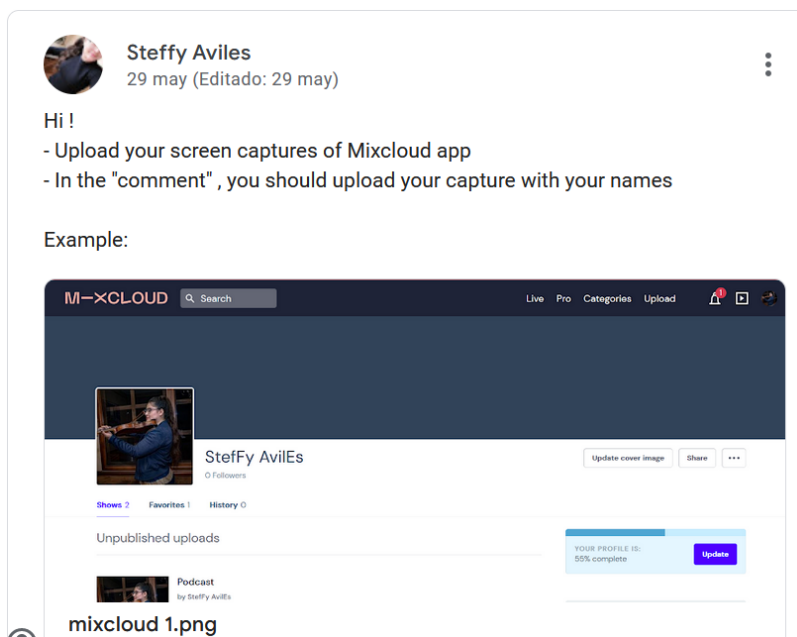 Steffy Aviles
29 may (Editado: 29 may)
Hi !
- Upload your screen captures of Mixcloud app
- In the "comment" , you should upload your capture with your names
Example:
M–XCLOUD Search Live Pro Categories Upload 1
StefFy AvilEs
0 Followers
Update cover image Share
Shows 2 Favorites 1 History 0
Unpublished uploads
YOUR PROFILE IS:
55% complete
Update
Podcast
by StefFy AvilEs
mixcloud 1.png